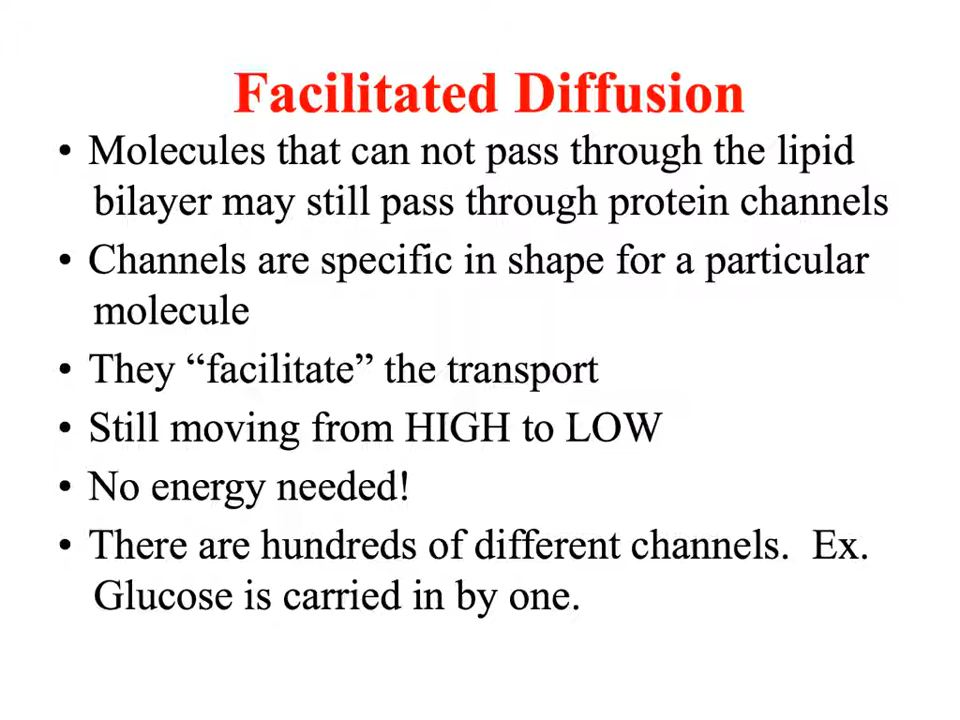 Facilitated Diffusion
• Molecules that can not pass through the lipid
bilayer may still pass through protein channels
• Channels are specific in shape for a particular
molecule
• They “facilitate” the transport
• Still moving from HIGH to LOW
• No energy needed!
• There are hundreds of different channels.  Ex.
Glucose is carried in by one.